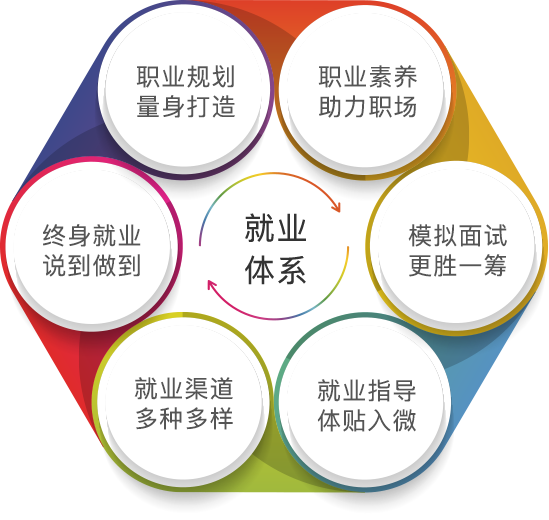 职业规划
量身打造
职业素养
助力职场
终身就业
说到做到
就业
体系
模拟面试
更胜一筹
就业渠道
多种多样
就业指导
体贴入微